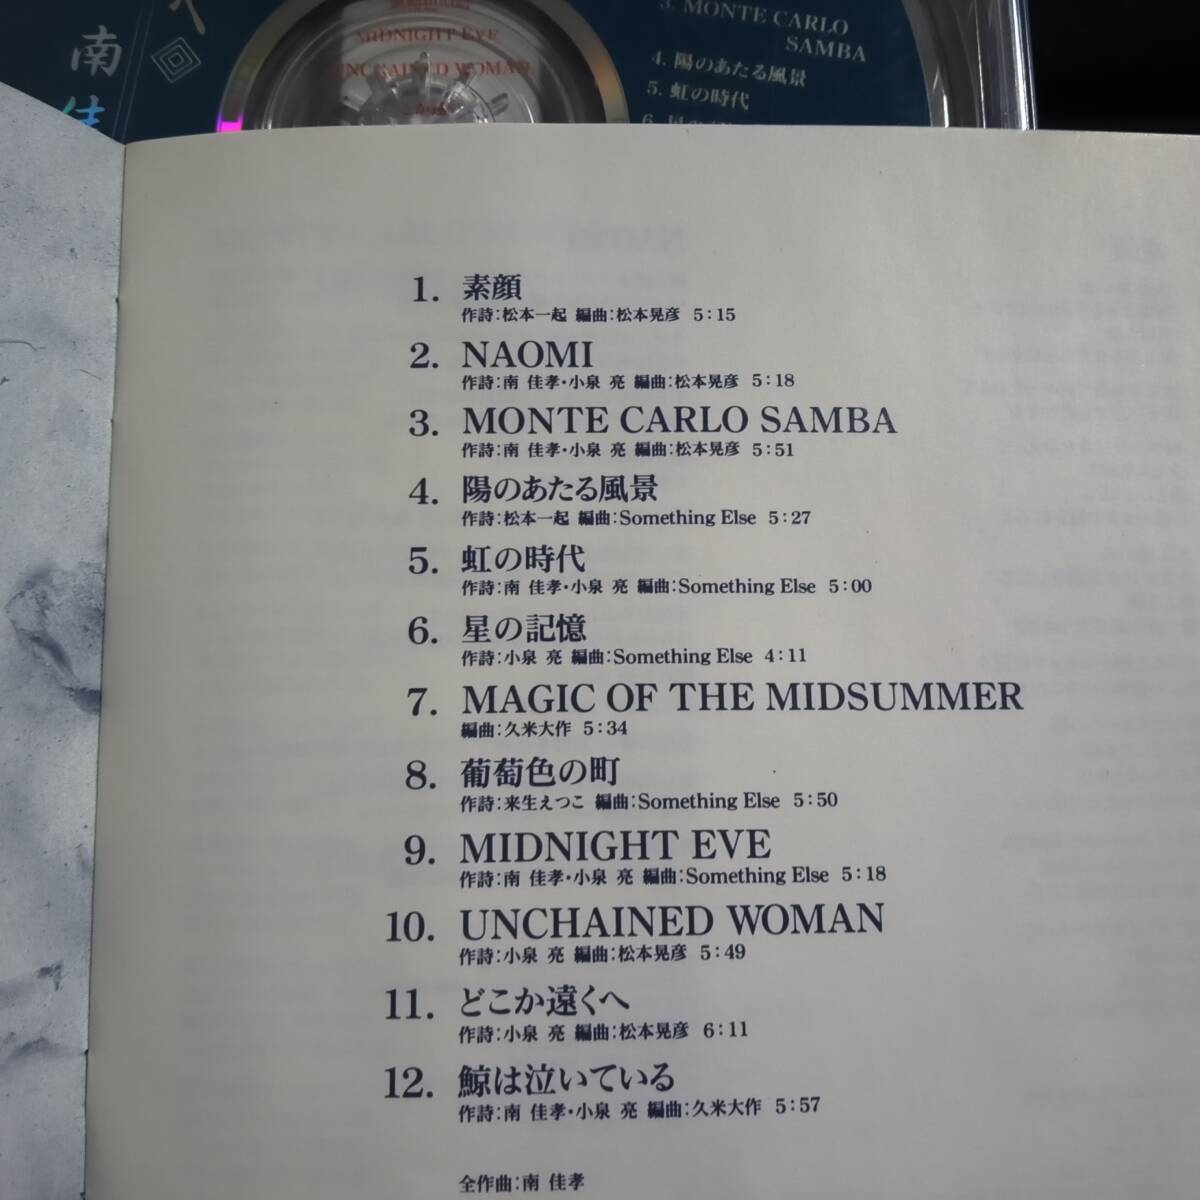 南
佳
MIDNIGHT EVE
UNCHAINED WOMAN
3. MONTE CARLO
SAMBA
4. 陽のあたる風景
5. 虹の時代
1. 素顔
作詩:松本一起 編曲:松本晃彦 5:15
2. NAOMI
作詩:南 佳孝・小泉 亮 編曲:松本晃彦 5:18
3. MONTE CARLO SAMBA
作詩:南 佳孝・小泉 亮 編曲:松本晃彦 5:51
4. 陽のあたる風景
作詩:松本一起 編曲:Something Else 5:27
5. 虹の時代
作詩:南 佳孝・小泉 亮 編曲:Something Else 5:00
6. 星の記憶
作詩:小泉 亮 編曲:Something Else 4:11
7. MAGIC OF THE MIDSUMMER
編曲:久米大作 5:34
8. 葡萄色の町
作詩:来生えつこ 編曲:Something Else 5:50
9. MIDNIGHT EVE
作詩:南 佳孝・小泉 亮 編曲:Something Else 5:18
10. UNCHAINED WOMAN
作詩:小泉 亮 編曲:松本晃彦 5:49
11. どこか遠くへ
作詩:小泉 亮 編曲:松本晃彦 6:11
12. 鯨は泣いている
作詩:南 佳孝・小泉 亮 編曲:久米大作 5:57
全作曲:南 佳孝